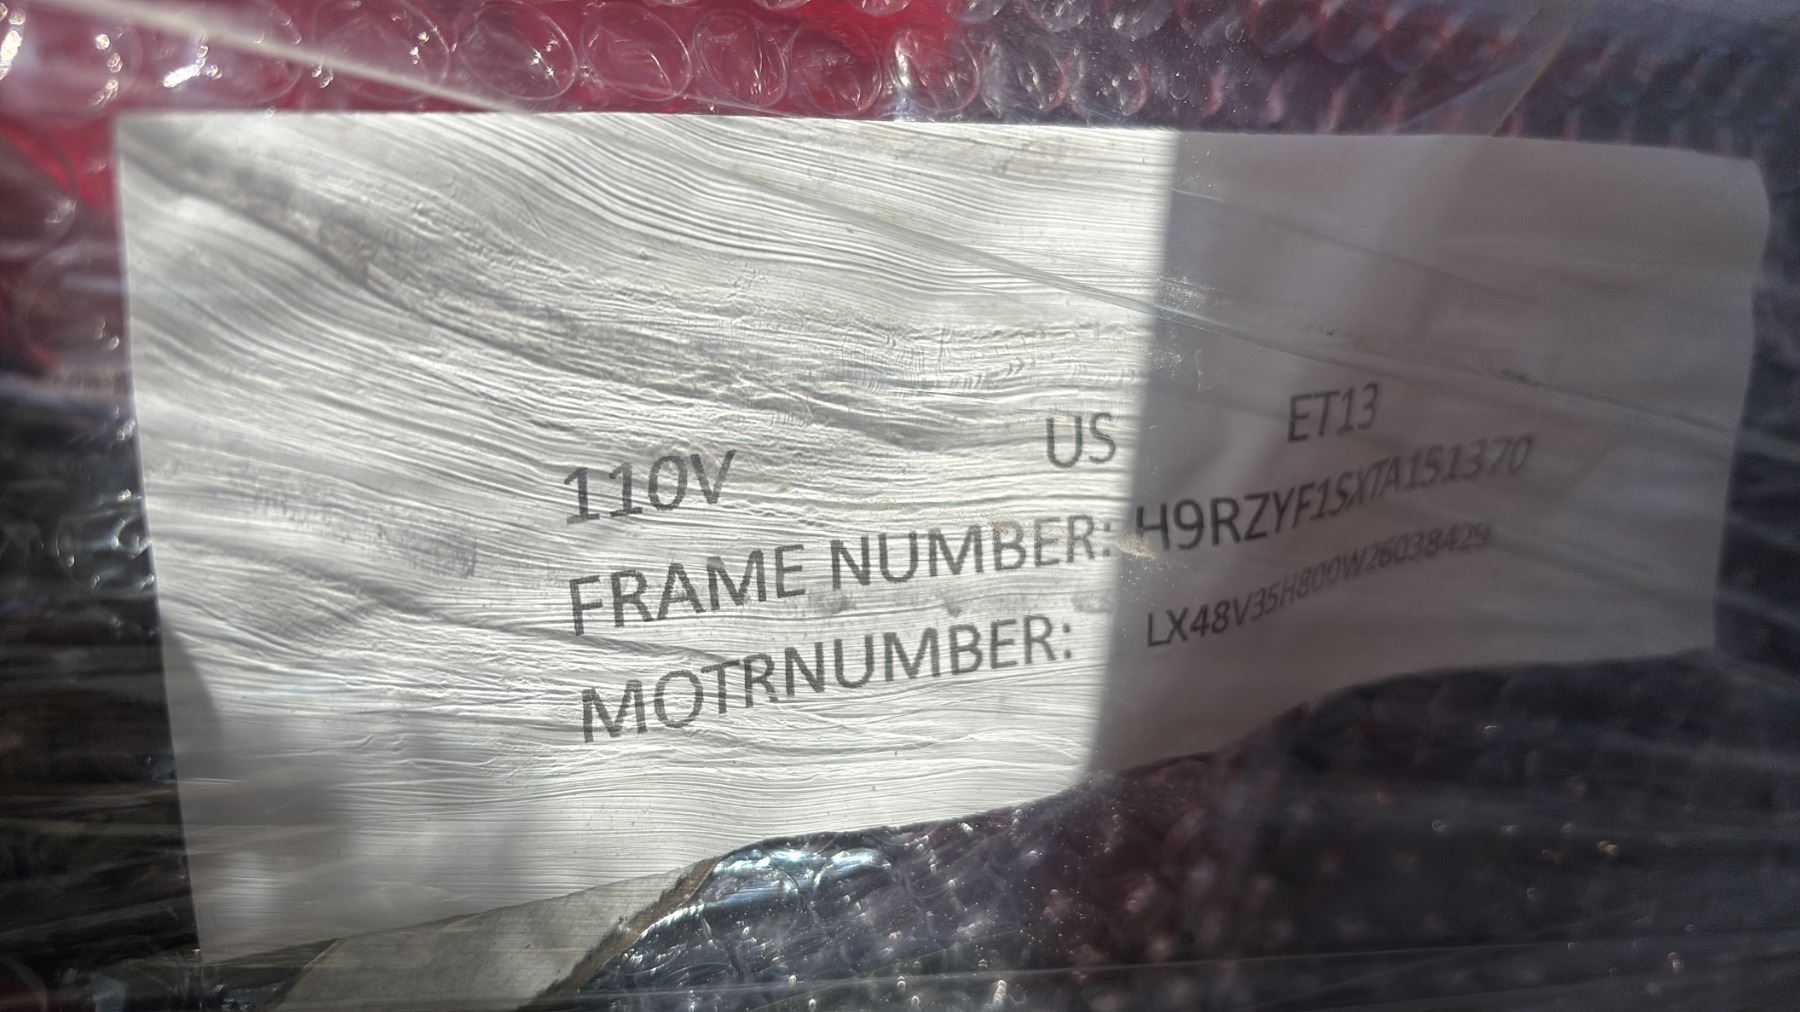 110V US ET13
FRAME NUMBER: H9RZYF1SXTA151370
MOTRNUMBER: LX48V35H800W26038429